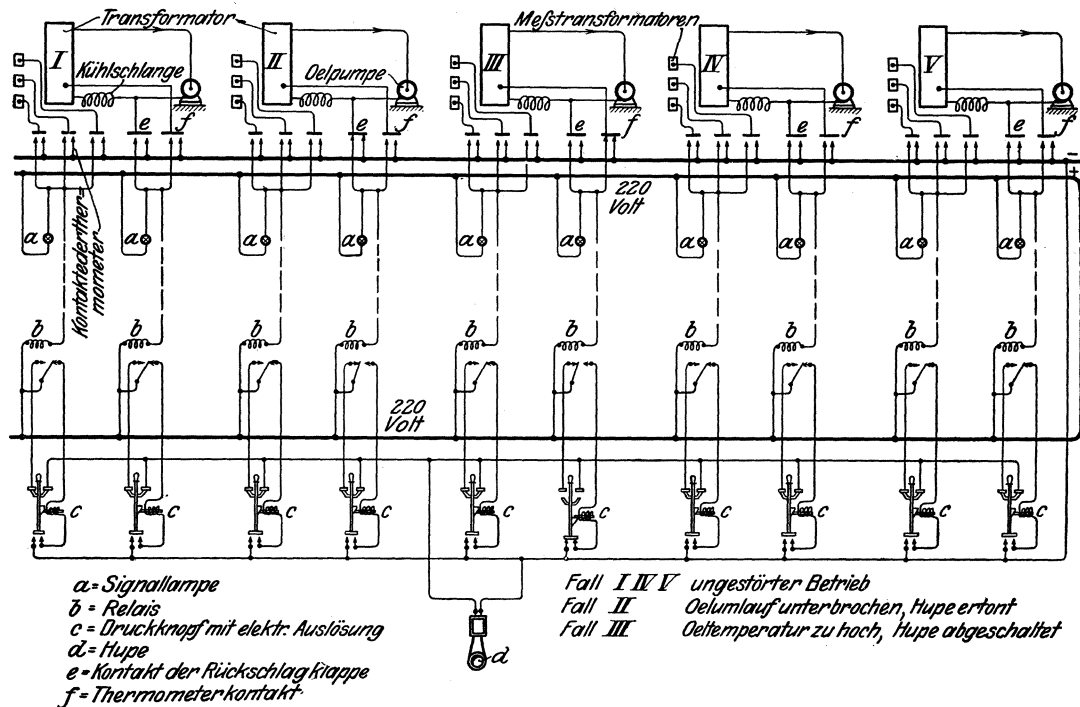 Transformator
Meßtransformatoren
I
II
III
IV
V
Kühlschlange
Oelpumpe
e
f
e
f
e
f
e
f
e
f
−
+
220
Volt
a
a
a
a
a
a
a
a
a
a
Kontaktfederther-
mometer
b
b
b
b
b
b
b
b
b
b
220
Volt
c
c
c
c
c
c
c
c
c
c
d
a = Signallampe
b = Relais
c = Druckknopf mit elektr. Auslösung
d = Hupe
e = Kontakt der Rückschlagklappe
f = Thermometerkontakt
Fall I IV V ungestörter Betrieb
Fall II Oelumlauf unterbrochen, Hupe ertönt
Fall III Oeltemperatur zu hoch, Hupe abgeschaltet